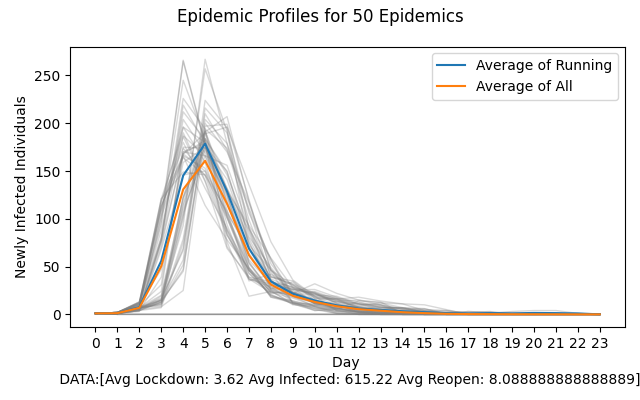 Epidemic Profiles for 50 Epidemics
Newly Infected Individuals
250
200
150
100
50
0
Average of Running
Average of All
0 1 2 3 4 5 6 7 8 9 10 11 12 13 14 15 16 17 18 19 20 21 22 23
Day
DATA:[Avg Lockdown: 3.62 Avg Infected: 615.22 Avg Reopen: 8.088888888888889]